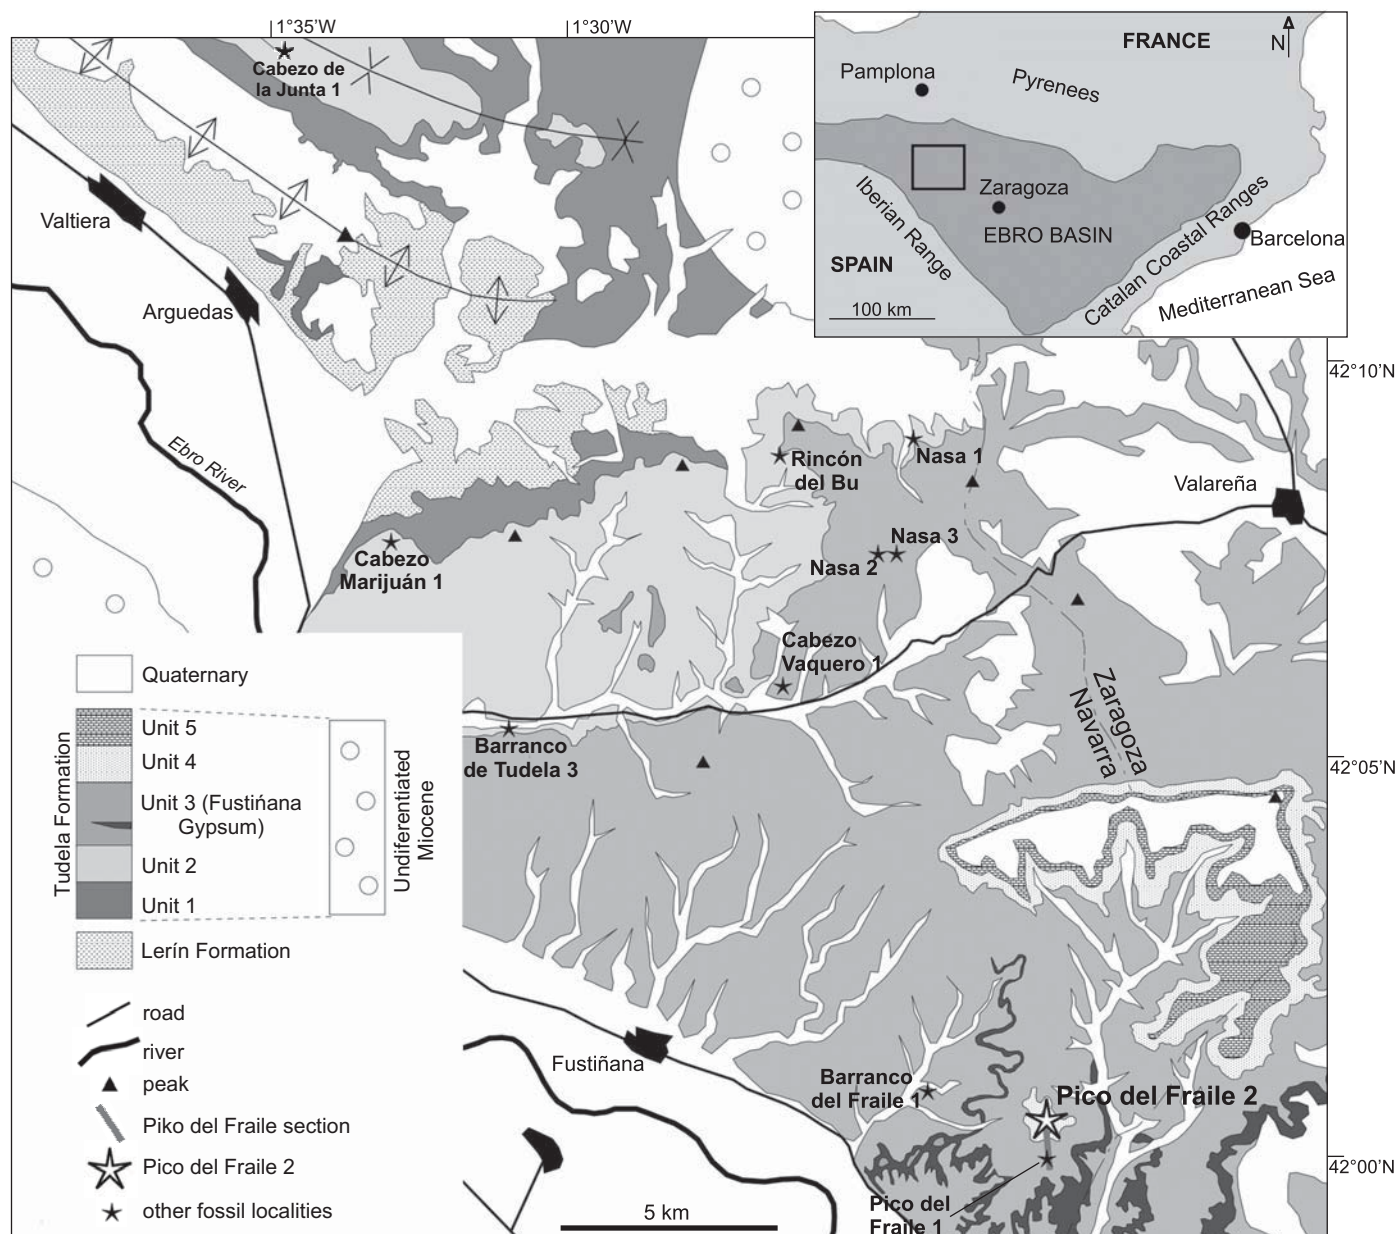 1°35’W
1°30’W
Cabezo de
la Junta 1
FRANCE
N
Pamplona
Pyrenees
Zaragoza
EBRO BASIN
Iberian Range
Catalan Coastal Ranges
Barcelona
SPAIN
Mediterranean Sea
100 km
Valtiera
Arguedas
42°10’N
Ebro River
Rincón
del Bu
Nasa 1
Valareña
Nasa 3
Nasa 2
Cabezo
Marijuán 1
Cabezo
Vaquero 1
Zaragoza
Navarra
Barranco
de Tudela 3
42°05’N
Quaternary
Tudela Formation
Unit 5
Unit 4
Unit 3 (Fustińana
Gypsum)
Unit 2
Unit 1
Undiferentiated
Miocene
Lerín Formation
road
river
peak
Piko del Fraile section
Pico del Fraile 2
other fossil localities
Fustiñana
Barranco
del Fraile 1
Pico del Fraile 2
42°00’N
Pico del
Fraile 1
5 km